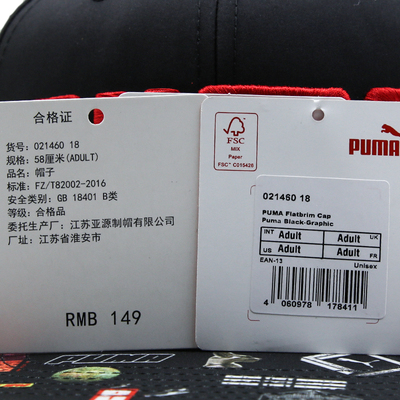 合格证
货号: 021460 18
规格: 58厘米(ADULT)
品名: 帽子
标准: FZ/T82002-2016
安全类别: GB 18401 B类
等级: 合格品
委托生产厂: 江苏亚源制帽有限公司
厂址: 江苏省淮安市
RMB 149
FSC
MIX
Paper
FSC™ C015428
PUMA
021460 18
PUMA Flatbrim Cap
Puma Black-Graphic
INT Adult Adult UK
US Adult Adult FR
EAN-13 Unisex
4 060978 178411
PUMA